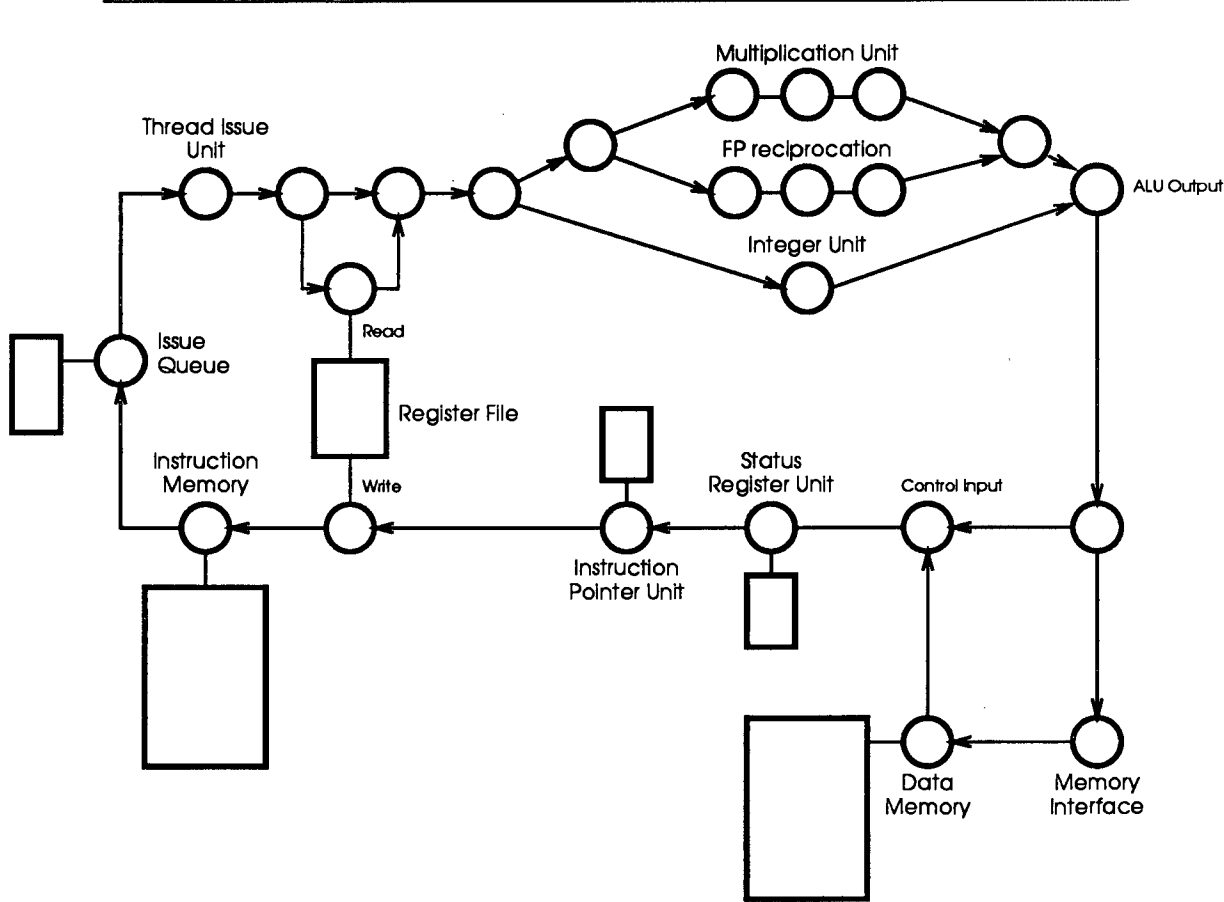 Multiplication Unit
Thread Issue
Unit
FP reciprocation
ALU Output
Integer Unit
Read
Issue
Queue
Register File
Instruction
Memory
Write
Status
Register Unit
Control Input
Instruction
Pointer Unit
Data
Memory
Memory
Interface